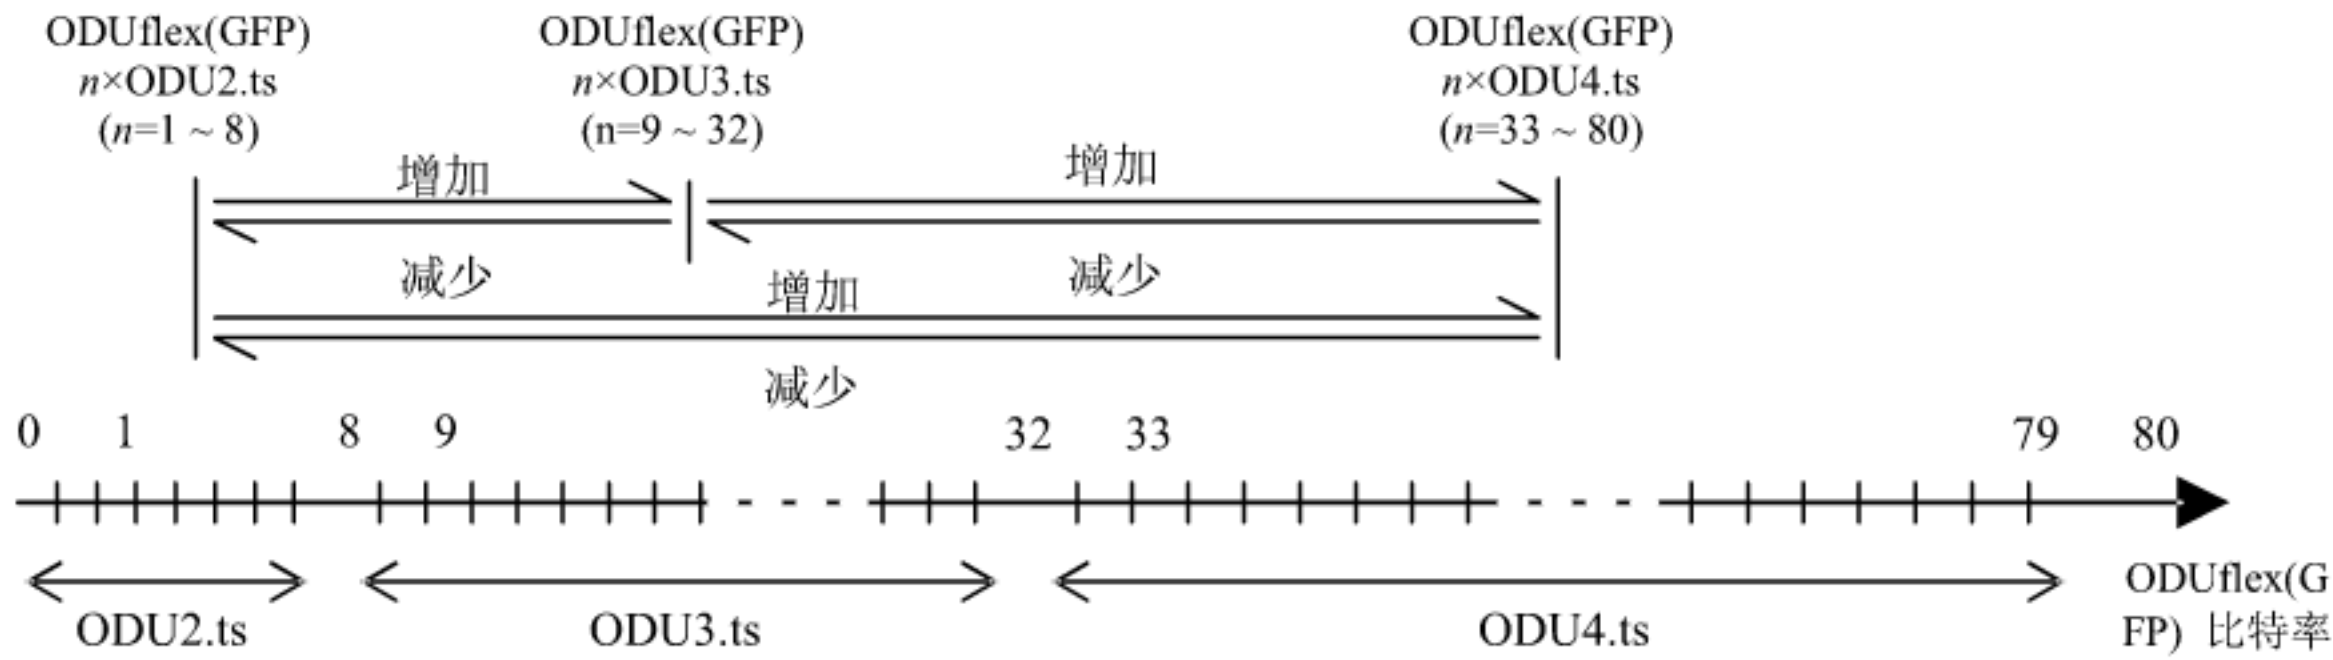 ODUflex(GFP)
n×ODU2.ts
(n=1 ~ 8)
ODUflex(GFP)
n×ODU3.ts
(n=9 ~ 32)
ODUflex(GFP)
n×ODU4.ts
(n=33 ~ 80)
增加
增加
减少
减少
增加
减少
0 1 8 9 32 33 79 80
ODU2.ts
ODU3.ts
ODU4.ts
ODUflex(G
FP) 比特率